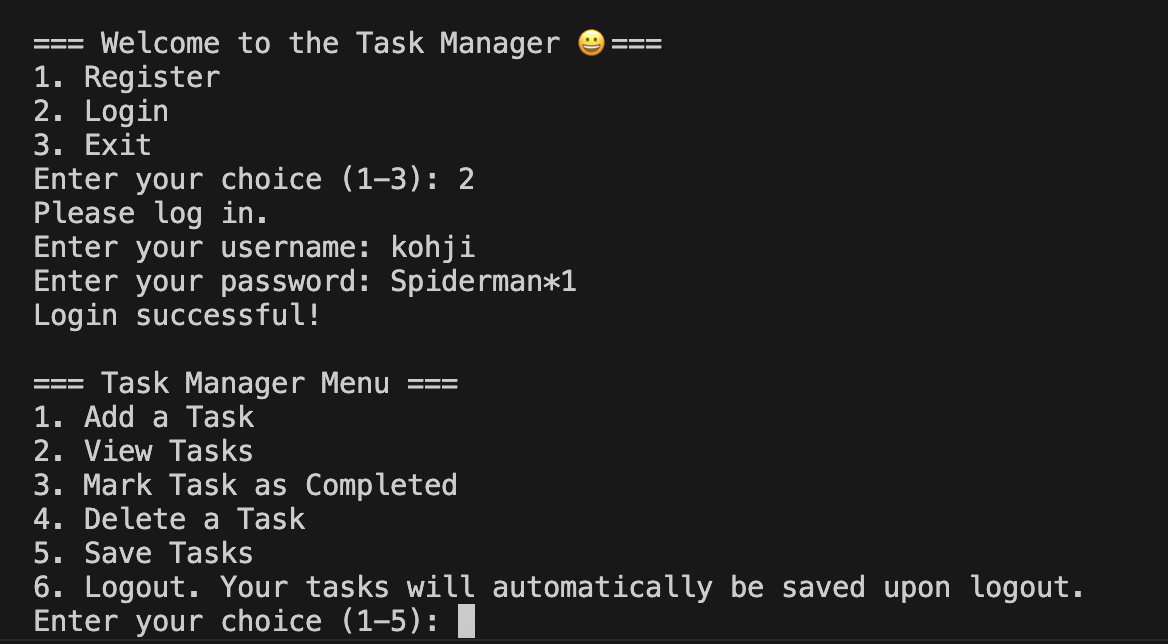 === Welcome to the Task Manager 😀===
1. Register
2. Login
3. Exit
Enter your choice (1–3): 2
Please log in.
Enter your username: kohji
Enter your password: Spiderman*1
Login successful!
=== Task Manager Menu ===
1. Add a Task
2. View Tasks
3. Mark Task as Completed
4. Delete a Task
5. Save Tasks
6. Logout. Your tasks will automatically be saved upon logout.
Enter your choice (1–5):